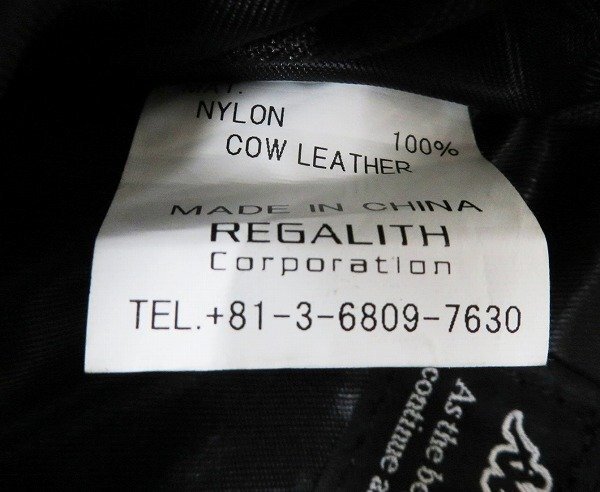 NYLON 100%
COW LEATHER
MADE IN CHINA
REGALITH
Corporation
TEL.+81-3-6809-7630
As the
continue